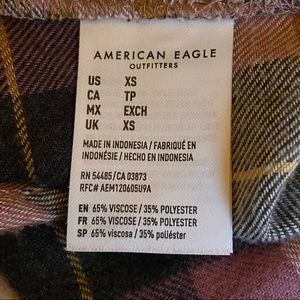 AMERICAN EAGLE
OUTFITTERS
US XS
CA TP
MX EXCH
UK XS
MADE IN INDONESIA / FABRIQUÉ EN
INDONÉSIE / HECHO EN INDONESIA
RN 54485/CA 03873
RFC# AEM120605U9A
EN 65% VISCOSE / 35% POLYESTER
FR 65% VISCOSE / 35% POLYESTER
SP 65% viscosa / 35% poliéster